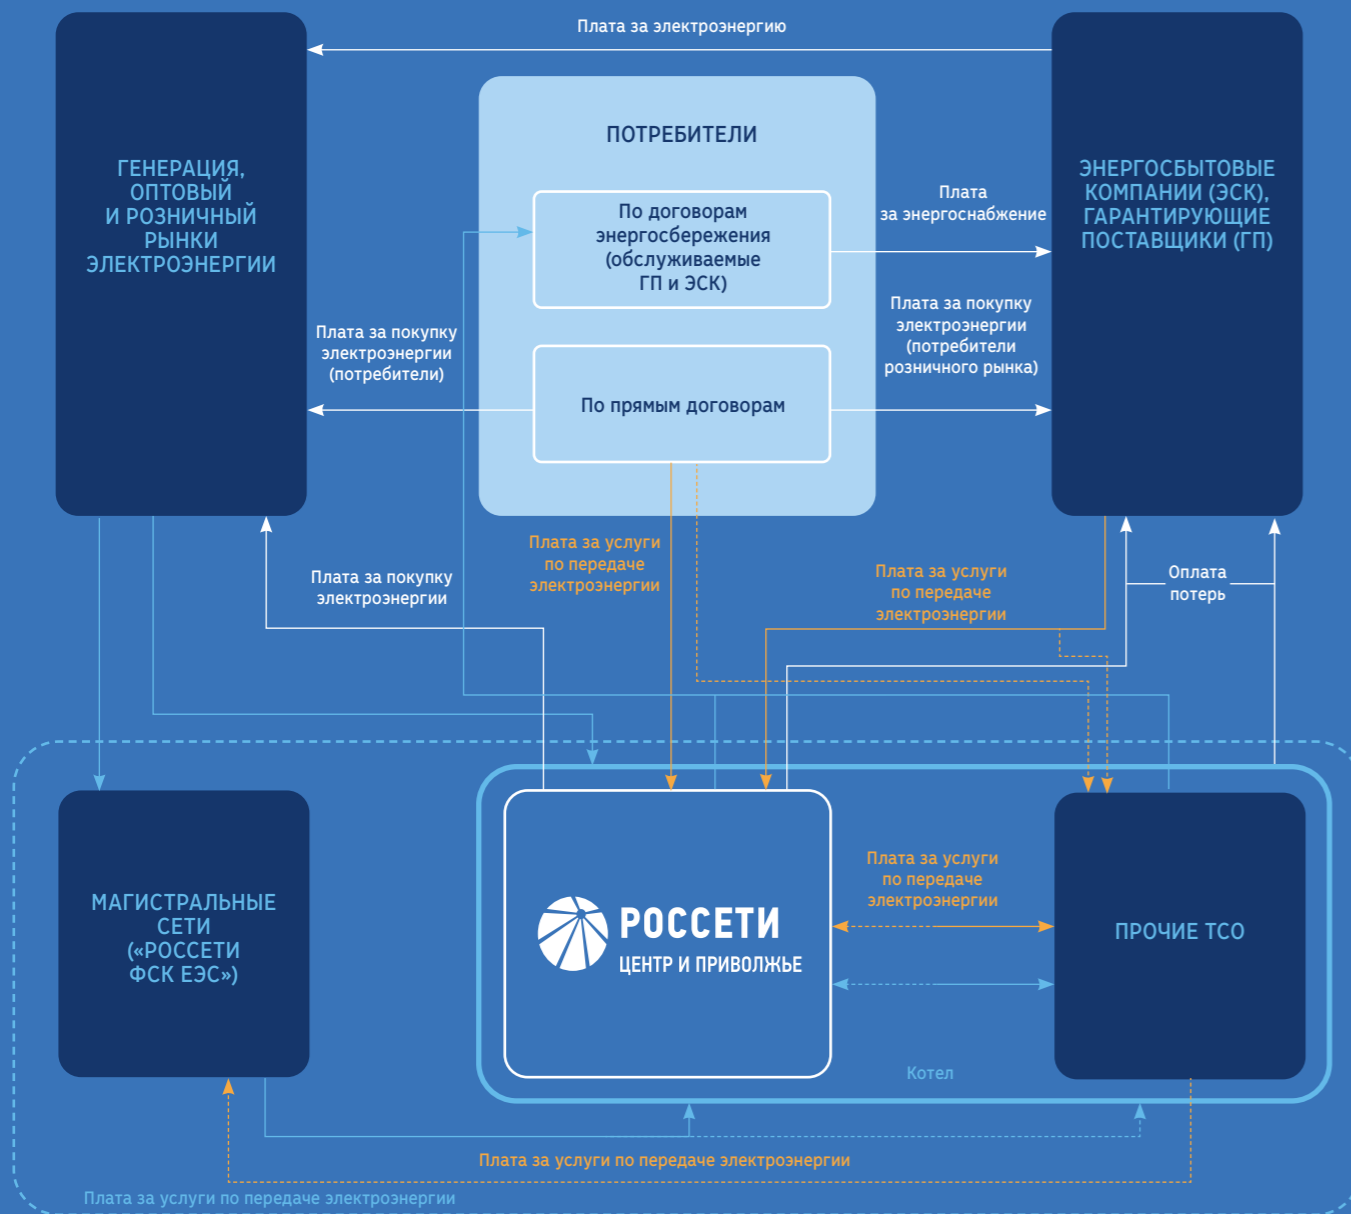 Плата за электроэнергию
ГЕНЕРАЦИЯ,
ОПТОВЫЙ
И РОЗНИЧНЫЙ
РЫНКИ
ЭЛЕКТРОЭНЕРГИИ
ПОТРЕБИТЕЛИ
По договорам
энергосбережения
(обслуживаемые
ГП и ЭСК)
По прямым договорам
Плата
за энергоснабжение
Плата за покупку
электроэнергии
(потребители
розничного рынка)
ЭНЕРГОСБЫТОВЫЕ
КОМПАНИИ (ЭСК),
ГАРАНТИРУЮЩИЕ
ПОСТАВЩИКИ (ГП)
Плата за покупку
электроэнергии
(потребители)
Плата за покупку
электроэнергии
Плата за услуги
по передаче
электроэнергии
Плата за услуги
по передаче
электроэнергии
Оплата
потерь
МАГИСТРАЛЬНЫЕ
СЕТИ
(«РОССЕТИ
ФСК ЕЭС»)
РОССЕТИ
ЦЕНТР И ПРИВОЛЖЬЕ
Плата за услуги
по передаче
электроэнергии
ПРОЧИЕ ТСО
Котел
Плата за услуги по передаче электроэнергии
Плата за услуги по передаче электроэнергии